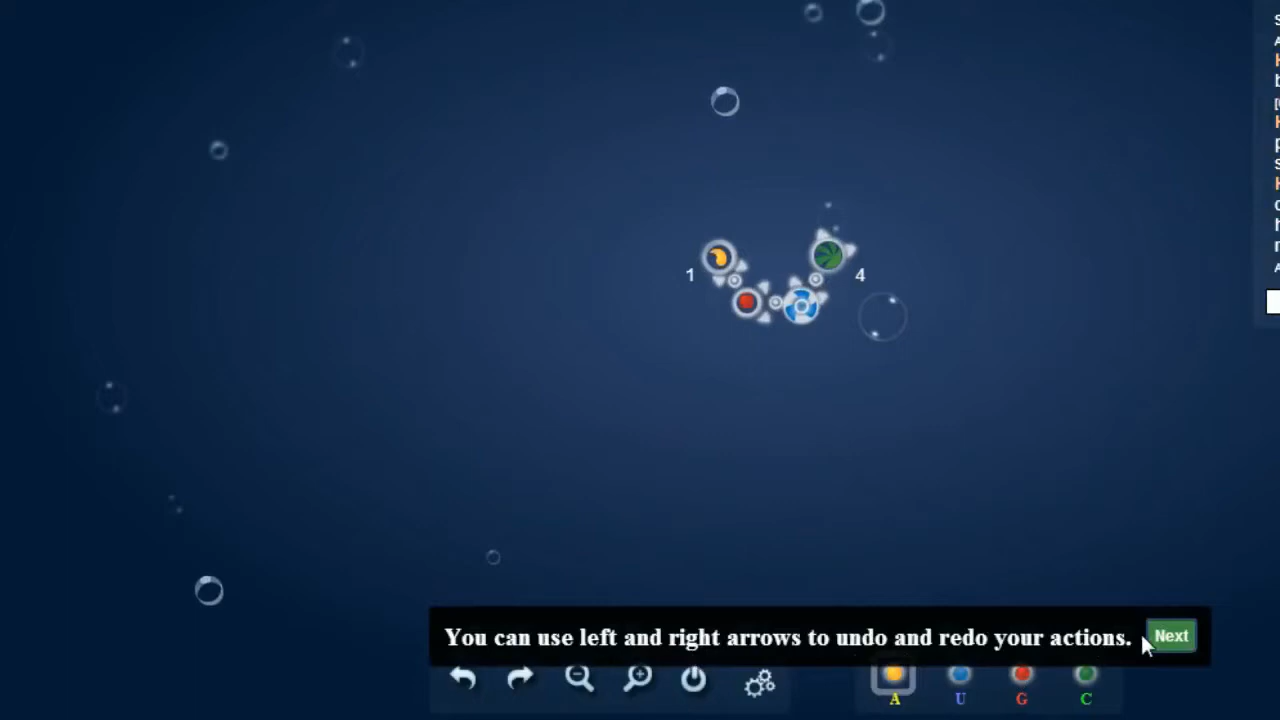 1
4
You can use left and right arrows to undo and redo your actions.
Next
A
U
G
C